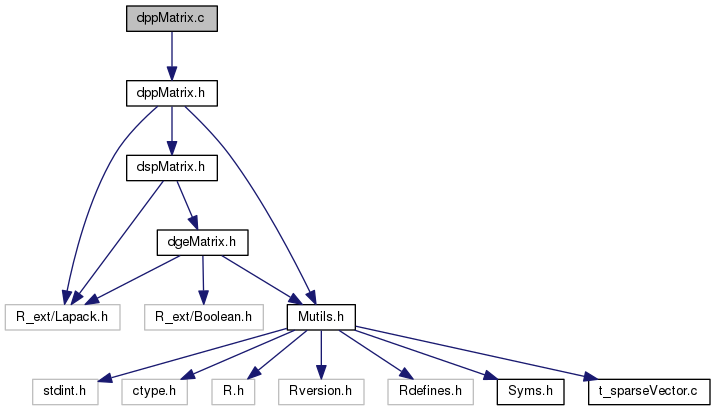 dppMatrix.c
dppMatrix.h
dspMatrix.h
dgeMatrix.h
R_ext/Lapack.h
R_ext/Boolean.h
Mutils.h
stdint.h
ctype.h
R.h
Rversion.h
Rdefines.h
Syms.h
t_sparseVector.c